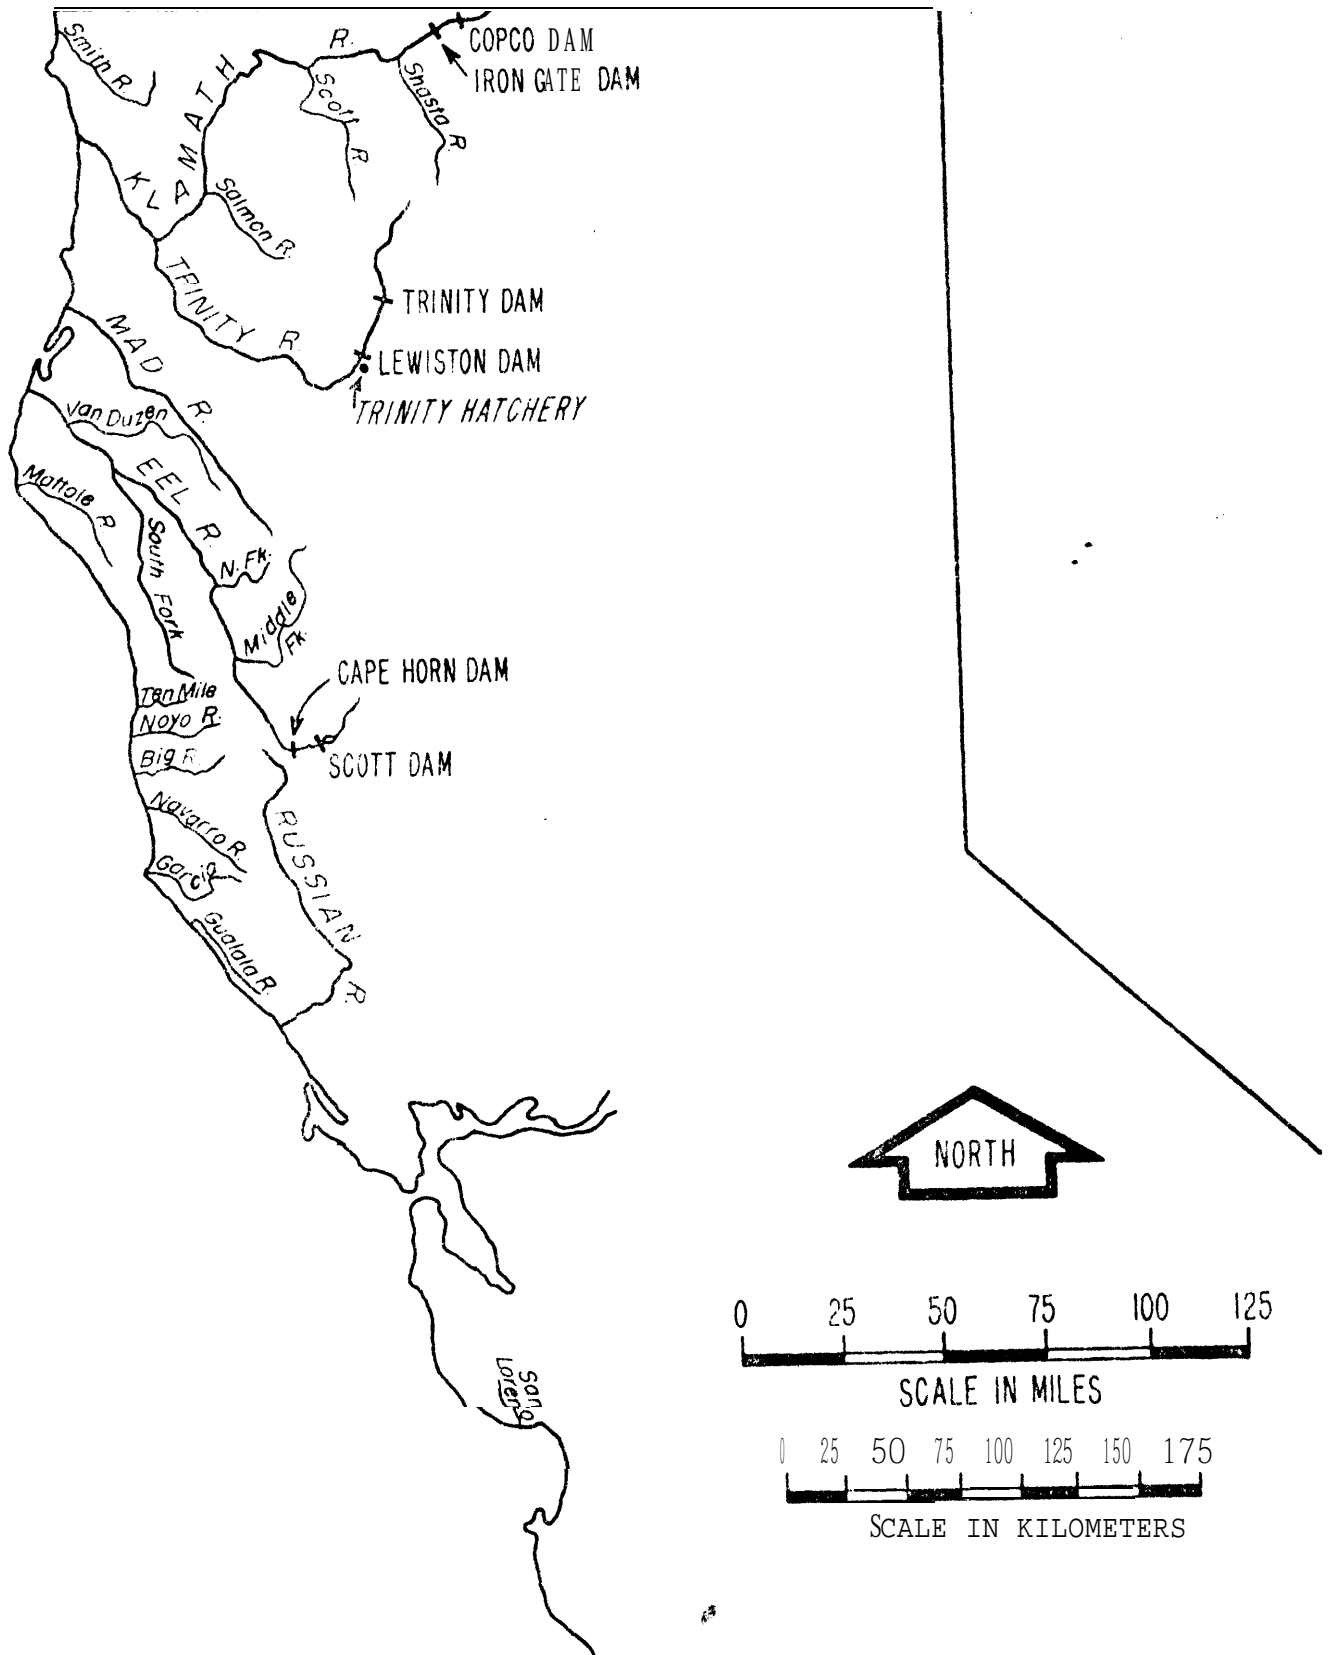 Smith R.
KLAMATH R.
Scott R.
Shasta R.
COPCO DAM
IRON GATE DAM
Salmon R.
TRINITY R.
TRINITY DAM
LEWISTON DAM
TRINITY HATCHERY
MAD R.
Van Duzen
EEL R.
Mattole R.
South Fork
N. Fk.
Middle
Fk.
CAPE HORN DAM
SCOTT DAM
Ten Mile
Noyo R.
Big R.
Navarro R.
Garcia
Gualala R.
RUSSIAN R.
NORTH
0 25 50 75 100 125
SCALE IN MILES
San
Loren
0 25 50 75 100 125 150 175
SCALE IN KILOMETERS